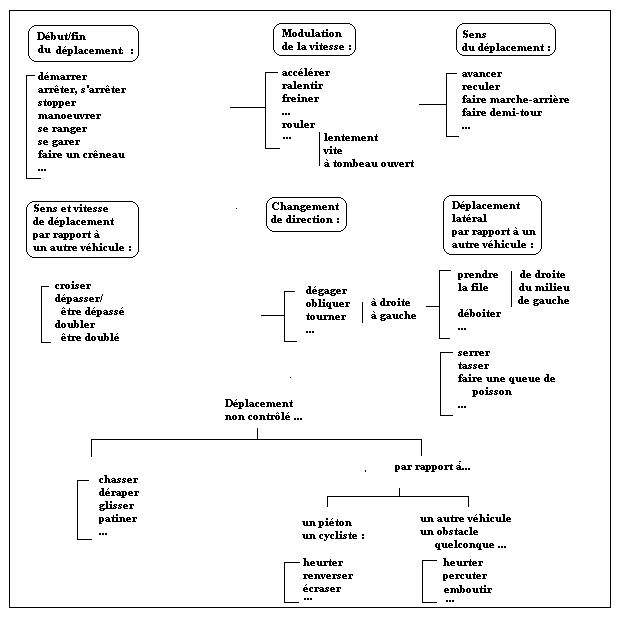 Début/fin
du déplacement :
démarrer
arrêter, s'arrêter
stopper
manoeuvrer
se ranger
se garer
faire un crêneau
...
Modulation
de la vitesse :
accélérer
ralentir
freiner
...
rouler
...
lentement
vite
à tombeau ouvert
Sens
du déplacement :
avancer
reculer
faire marche-arrière
faire demi-tour
...
Sens et vitesse
de déplacement
par rapport à
un autre véhicule :
croiser
dépasser/
être dépassé
doubler
être doublé
Changement
de direction :
dégager
obliquer
tourner
...
à droite
à gauche
Déplacement
latéral
par rapport à un
autre véhicule :
prendre
la file
de droite
du milieu
de gauche
déboiter
...
serrer
tasser
faire une queue de
poisson
...
Déplacement
non contrôlé ...
chasser
déraper
glisser
patiner
...
par rapport á...
un piéton
un cycliste :
heurter
renverser
écraser
...
un autre véhicule
un obstacle
quelconque ...
heurter
percuter
emboutir
...